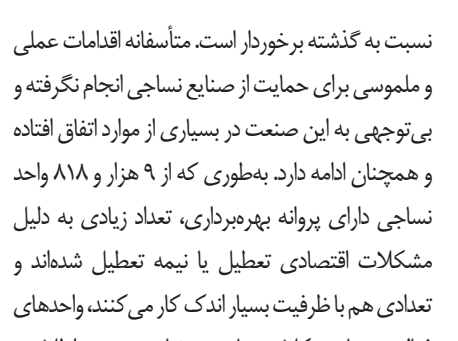 نسبت به گذشته برخوردار است. متأسفانه اقدامات عملی
و ملموسی برای حمایت از صنایع نساجی انجام نگرفته و
بی‌توجهی به این صنعت در بسیاری از موارد اتفاق افتاده
و همچنان ادامه دارد. به‌طوری که از ۹ هزار و ۸۱۸ واحد
نساجی دارای پروانه بهره‌برداری، تعداد زیادی به دلیل
مشکلات اقتصادی تعطیل یا نیمه تعطیل شده‌اند و
تعدادی هم با ظرفیت بسیار اندک کار می‌کنند، واحدهای